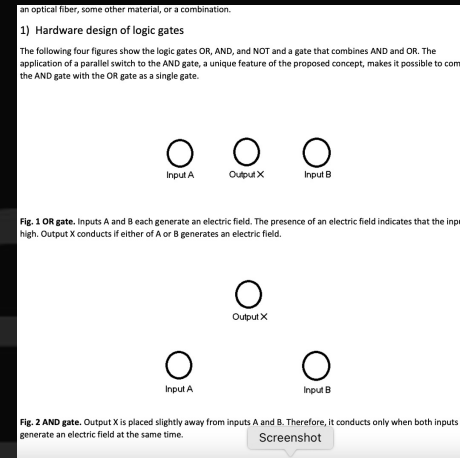 an optical fiber, some other material, or a combination.
1) Hardware design of logic gates
The following four figures show the logic gates OR, AND, and NOT and a gate that combines AND and OR. The
application of a parallel switch to the AND gate, a unique feature of the proposed concept, makes it possible to com
the AND gate with the OR gate as a single gate.
Input A Output X Input B
Fig. 1 OR gate. Inputs A and B each generate an electric field. The presence of an electric field indicates that the inp
high. Output X conducts if either of A or B generates an electric field.
Output X
Input A Input B
Fig. 2 AND gate. Output X is placed slightly away from inputs A and B. Therefore, it conducts only when both inputs
generate an electric field at the same time.
Screenshot